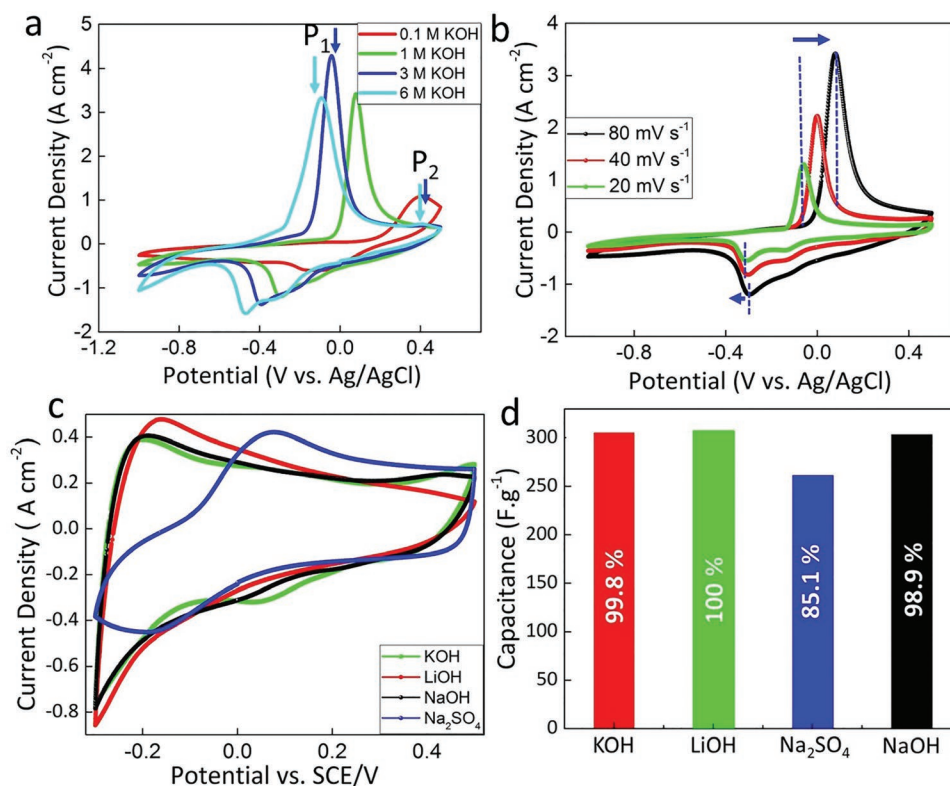 a
5
4
3
2
1
0
-1
-2
-1.2
-0.8
-0.4
0.0
0.4
Current Density (A cm⁻²)
Potential (V vs. Ag/AgCl)
P₁
P₂
0.1 M KOH
1 M KOH
3 M KOH
6 M KOH
b
4
3
2
1
0
-1
-2
-0.8
-0.4
0.0
0.4
Current Density (A cm⁻²)
Potential (V vs. Ag/AgCl)
80 mV s⁻¹
40 mV s⁻¹
20 mV s⁻¹
c
0.4
0.2
0.0
-0.2
-0.4
-0.6
-0.8
-0.2
0.0
0.2
0.4
Current Density ( A cm⁻²)
Potential vs. SCE/V
KOH
LiOH
NaOH
Na₂SO₄
d
300
250
200
150
100
50
0
Capacitance (F.g⁻¹)
99.8 %
100 %
85.1 %
98.9 %
KOH
LiOH
Na₂SO₄
NaOH